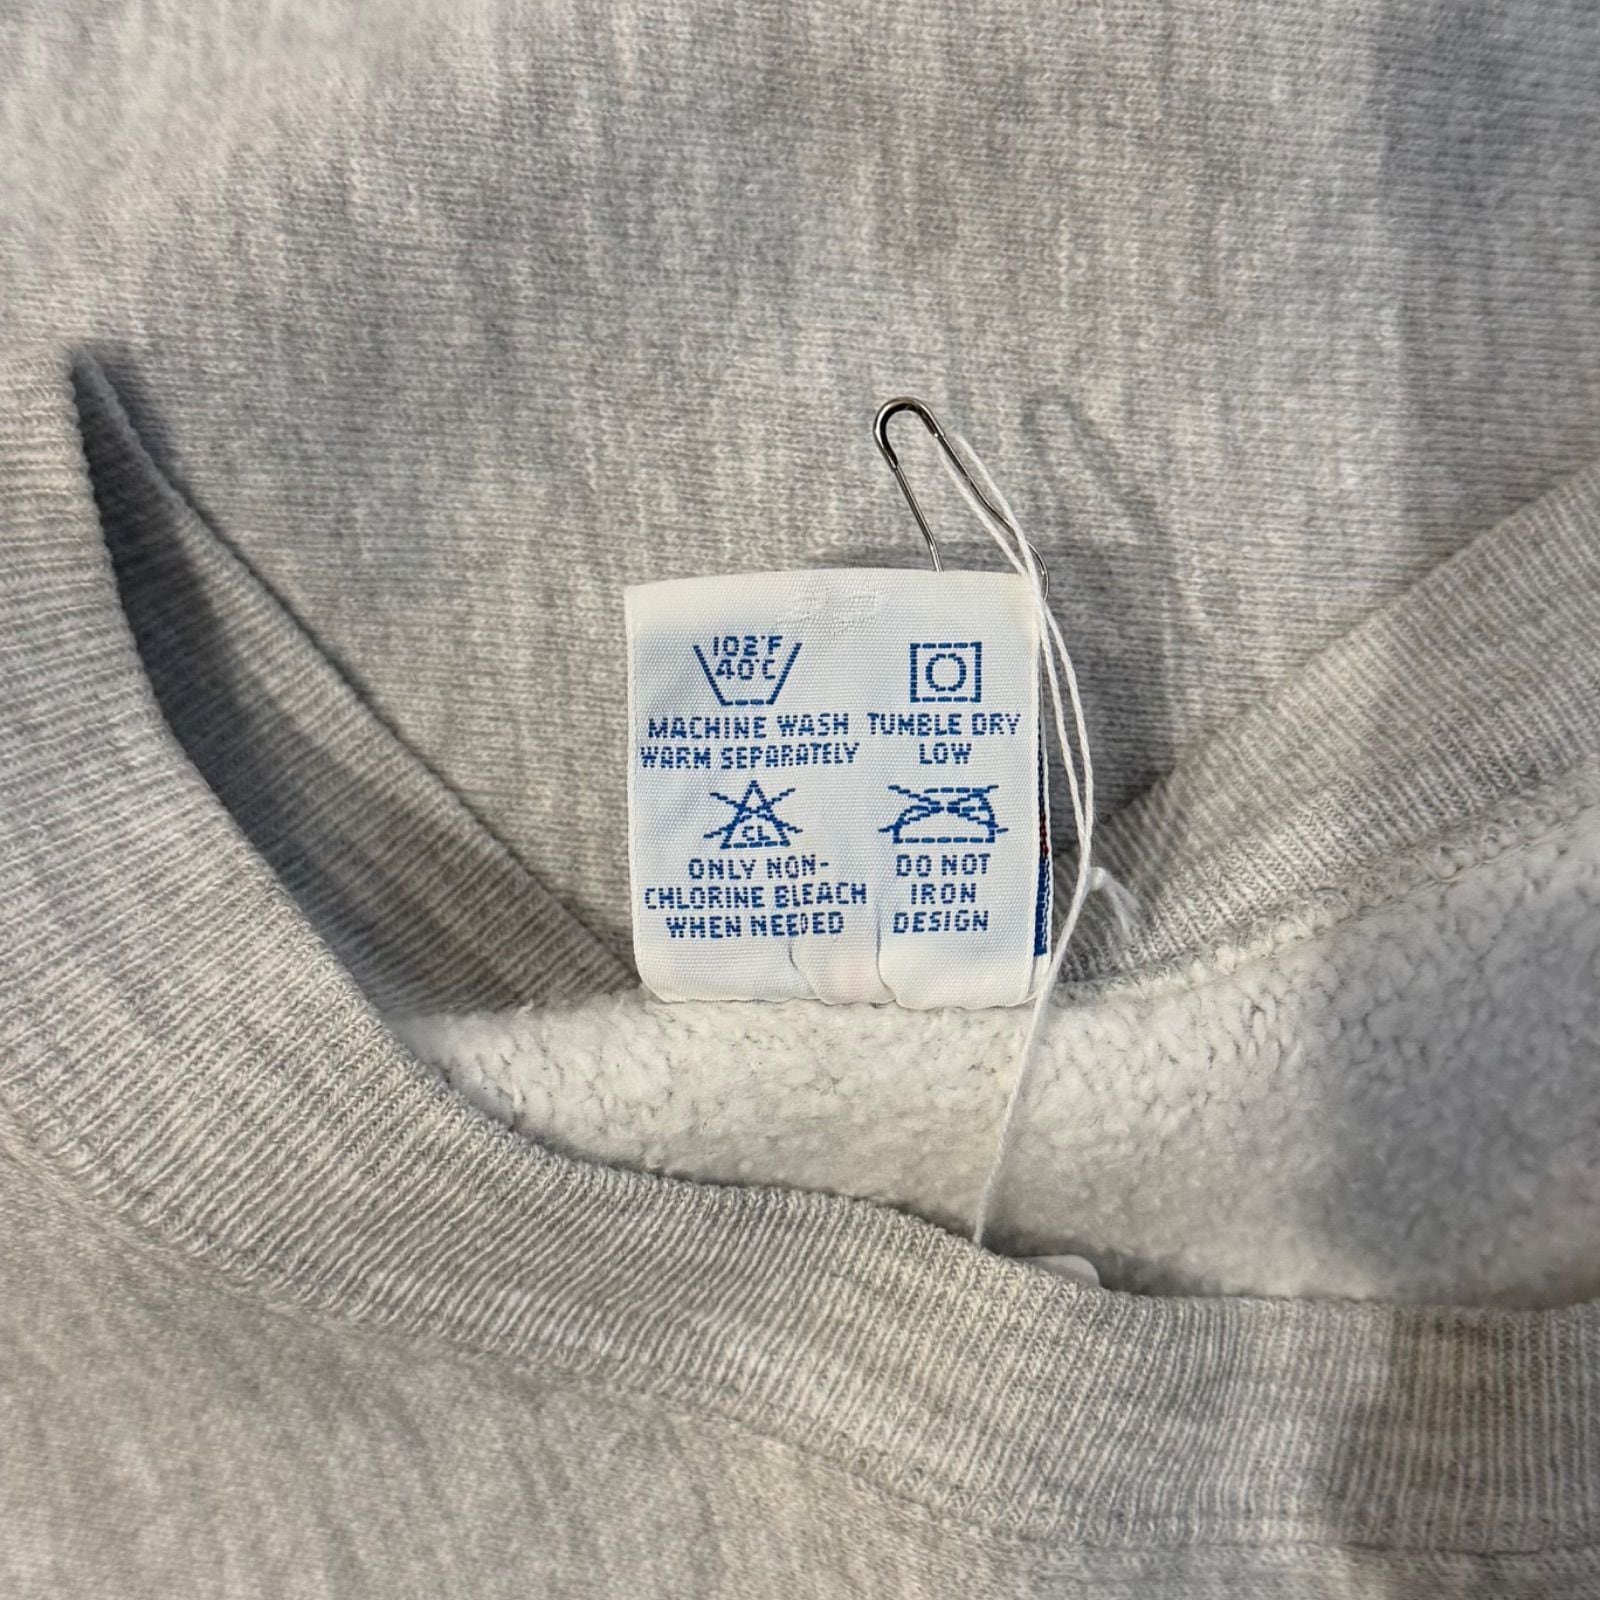 102°F
40°C
MACHINE WASH
WARM SEPARATELY
TUMBLE DRY
LOW
CL
ONLY NON-
CHLORINE BLEACH
WHEN NEEDED
DO NOT
IRON
DESIGN